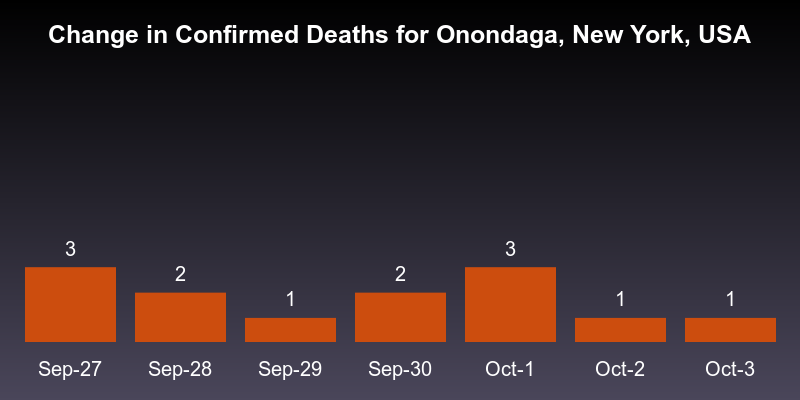 Change in Confirmed Deaths for Onondaga, New York, USA
3 2 1 2 3 1 1
Sep-27 Sep-28 Sep-29 Sep-30 Oct-1 Oct-2 Oct-3